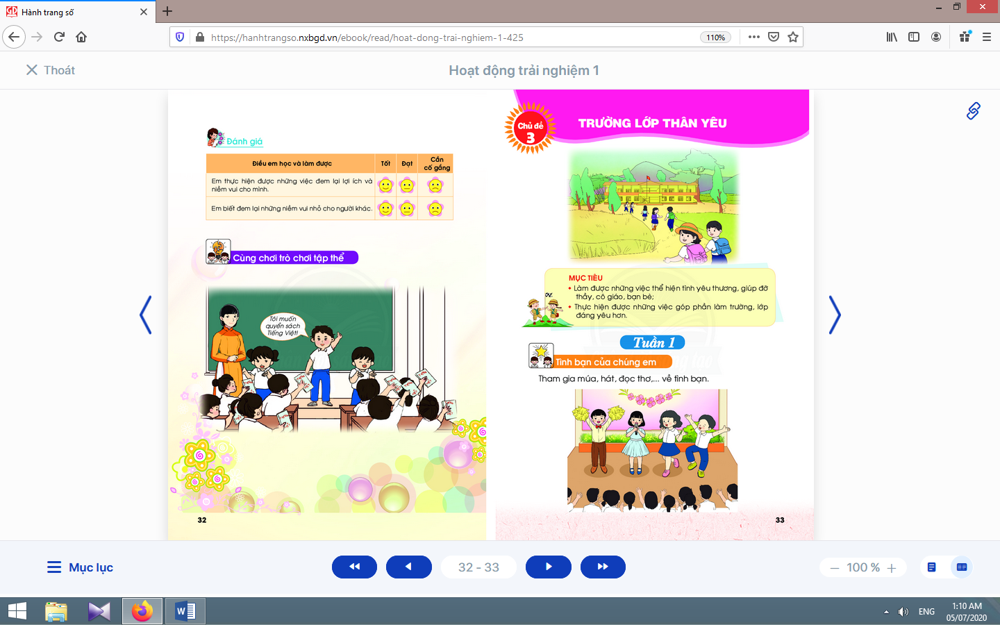 Hành trang số
https://hanhtrangso.nxbgd.vn/ebook/read/hoat-dong-trai-nghiem-1-425
110%
Thoát
Hoạt động trải nghiệm 1
Đánh giá
Điều em học và làm được
Tốt
Đạt
Cần
cố gắng
Em thực hiện được những việc đem lại lợi ích và
niềm vui cho mình.
Em biết đem lại những niềm vui nhỏ cho người khác.
Cùng chơi trò chơi tập thể
Tôi muốn
quyển sách
Tiếng Việt!
32
Chủ đề
3
TRƯỜNG LỚP THÂN YÊU
MỤC TIÊU
• Làm được những việc thể hiện tình yêu thương, giúp đỡ
thầy, cô giáo, bạn bè;
• Thực hiện được những việc góp phần làm trường, lớp
đáng yêu hơn.
Tuần 1
Tình bạn của chúng em
Tham gia múa, hát, đọc thơ,... về tình bạn.
33
Mục lục
32 - 33
100 %
ENG
1:10 AM
05/07/2020